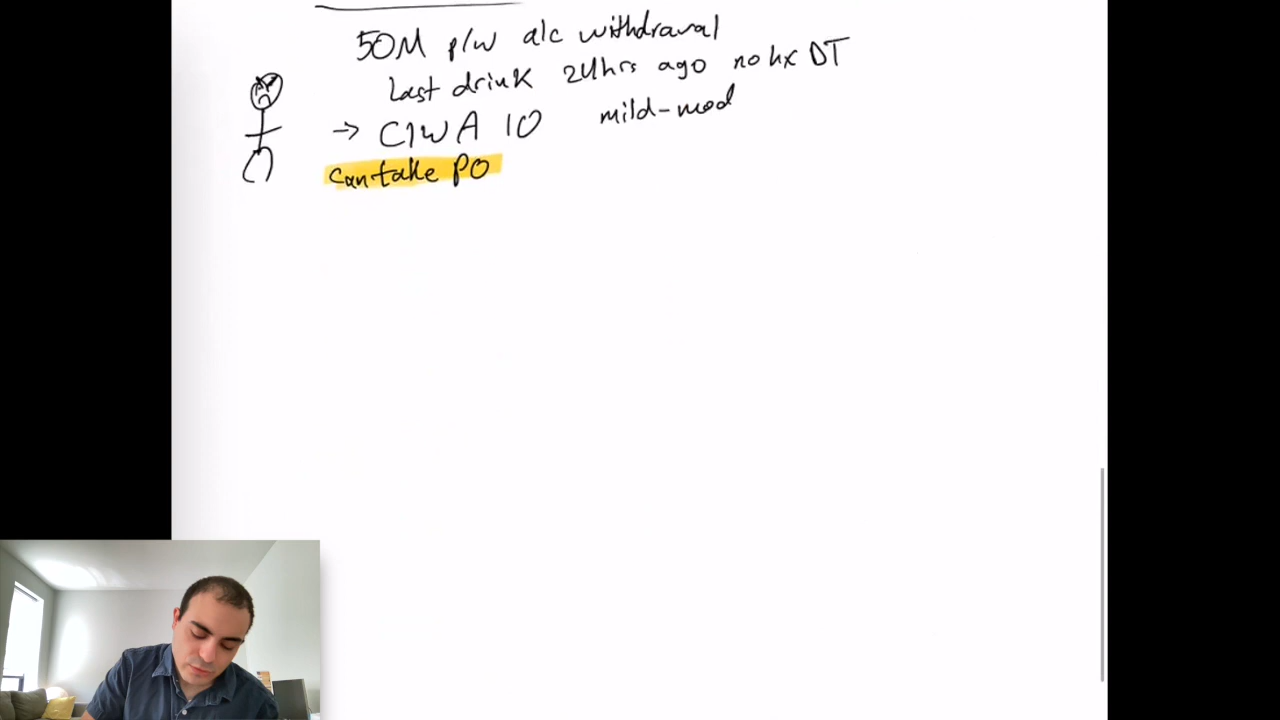 50M p/w alc withdrawal
Last drink 24hrs ago no hx DT
→ CIWA 10 mild-mod
Can take PO